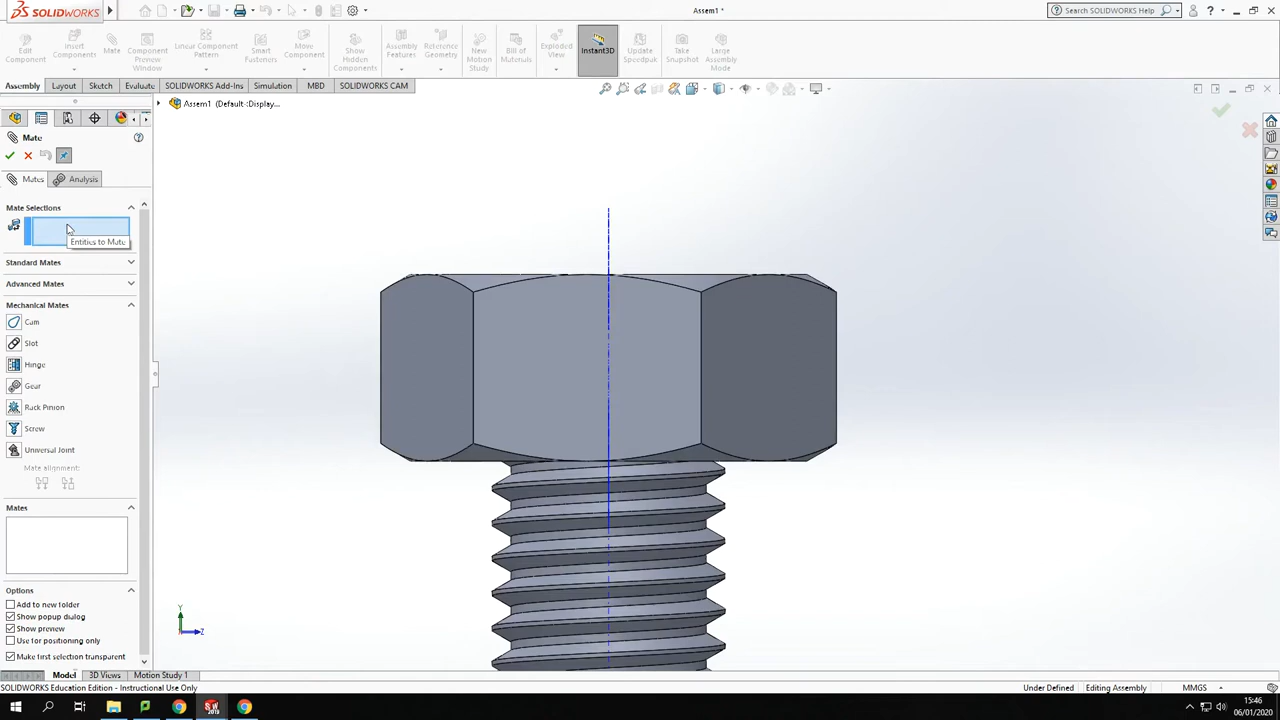 SOLIDWORKS
Assem1 *
Search SOLIDWORKS Help
Edit Component
Insert Components
Mate
Component Preview Window
Linear Component Pattern
Smart Fasteners
Move Component
Show Hidden Components
Assembly Features
Reference Geometry
New Motion Study
Bill of Materials
Exploded View
Instant3D
Update Speedpak
Take Snapshot
Large Assembly Mode
Assembly Layout Sketch Evaluate SOLIDWORKS Add-Ins Simulation MBD SOLIDWORKS CAM
Assem1 (Default<Display...
Mate
Mates Analysis
Mate Selections
Entities to Mate
Standard Mates
Advanced Mates
Mechanical Mates
Cam
Slot
Hinge
Gear
Rack Pinion
Screw
Universal Joint
Mate alignment:
Mates
Options
Add to new folder
Show popup dialog
Show preview
Use for positioning only
Make first selection transparent
Y
Z
Model 3D Views Motion Study 1
SOLIDWORKS Education Edition - Instructional Use Only
Under Defined Editing Assembly MMGS
15:46
06/01/2020